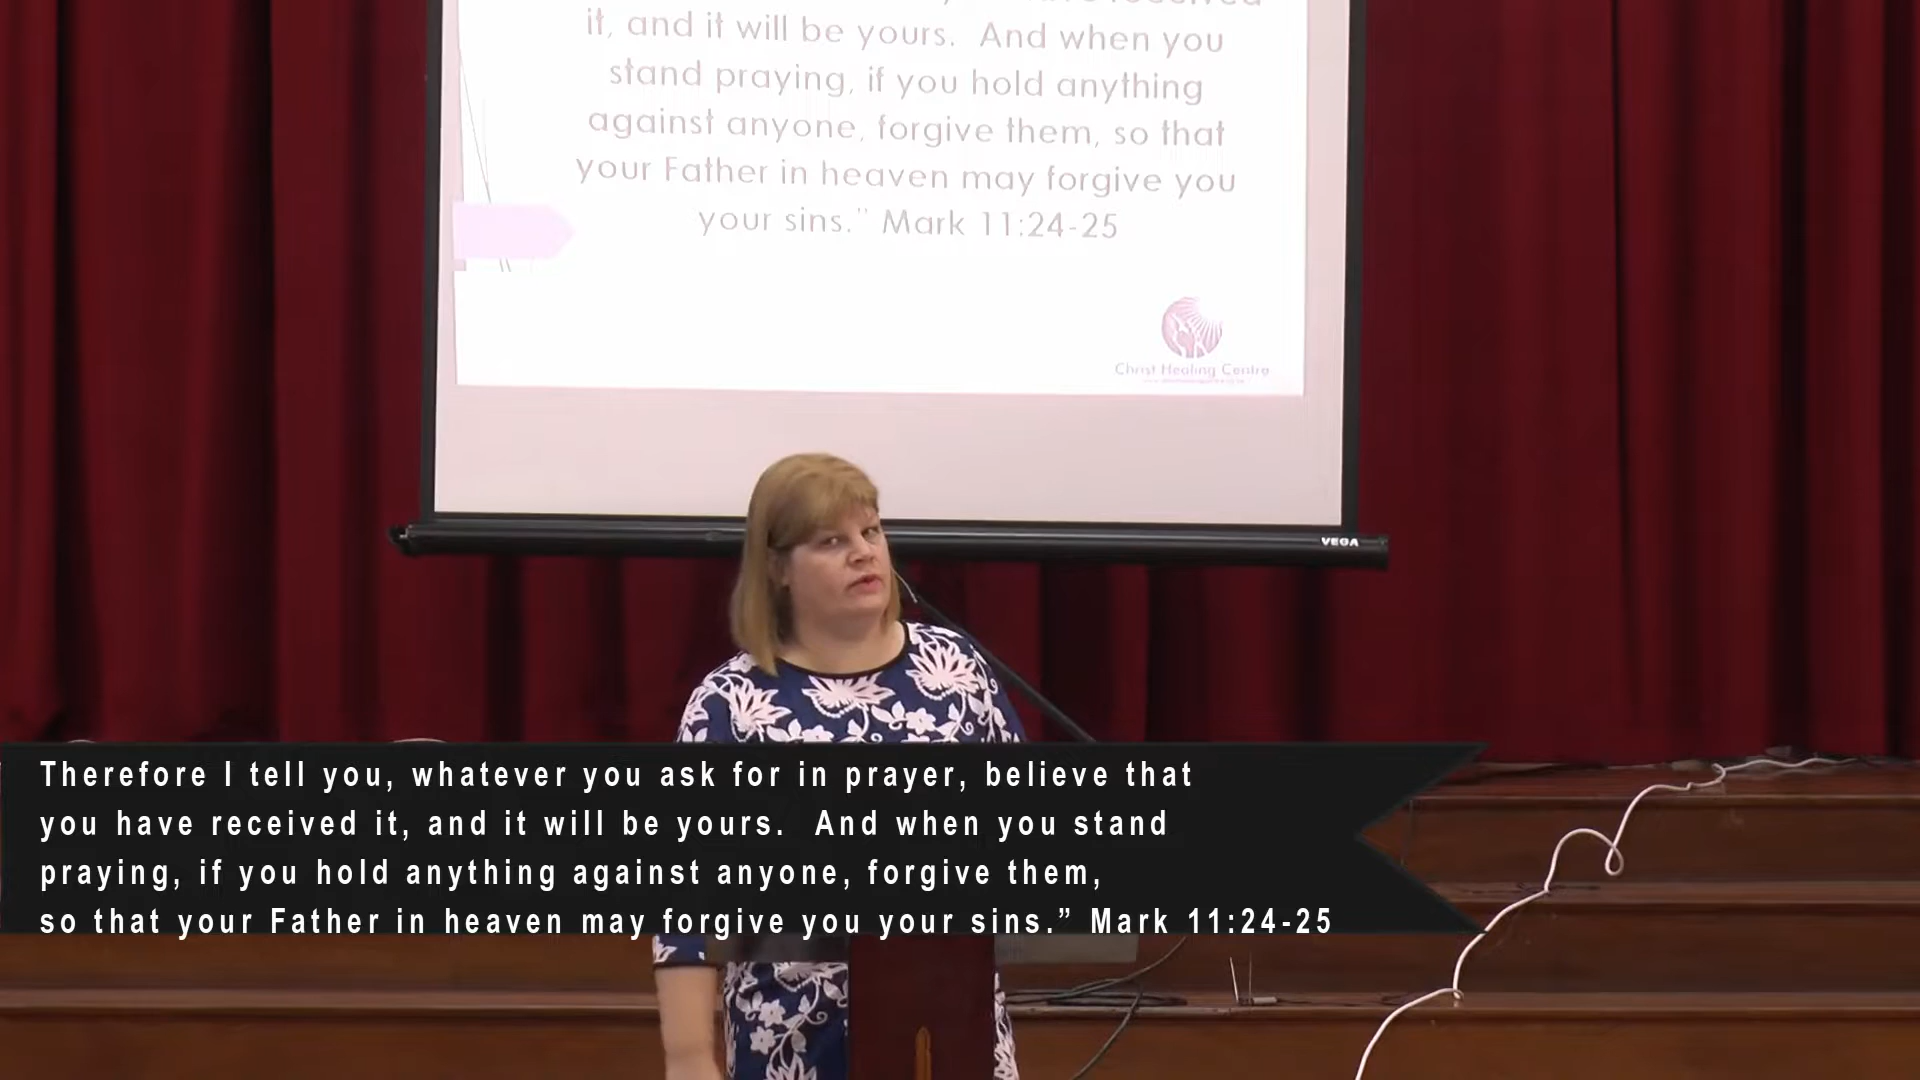 it, and it will be yours.  And when you
stand praying, if you hold anything
against anyone, forgive them, so that
your Father in heaven may forgive you
your sins.” Mark 11:24-25
Christ Healing Centre
VEGA
Therefore I tell you, whatever you ask for in prayer, believe that
you have received it, and it will be yours.  And when you stand
praying, if you hold anything against anyone, forgive them,
so that your Father in heaven may forgive you your sins.” Mark 11:24-25